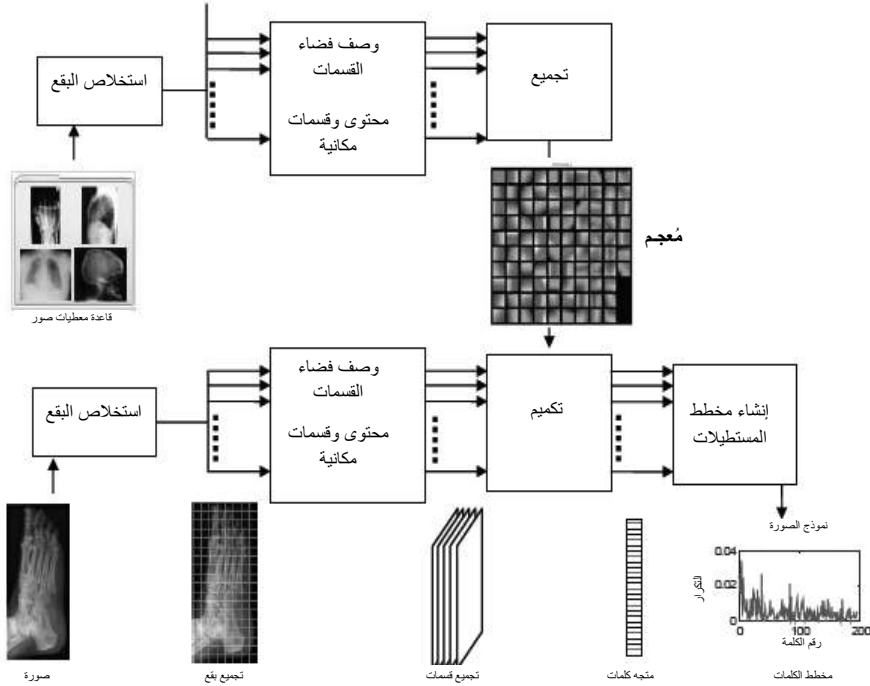 وصف فضاء
القسمات
محتوى وقسمات
مكانية
تجميع
استخلاص البقع
مُعجم
قاعدة معطيات صور
وصف فضاء
القسمات
محتوى وقسمات
مكانية
تكميم
إنشاء مخطط
المستطيلات
استخلاص البقع
نموذج الصورة
0.04
0.02
0
التكرار
0
100
200
رقم الكلمة
صورة
تجميع بقع
تجميع قسمات
متجه كلمات
مخطط الكلمات